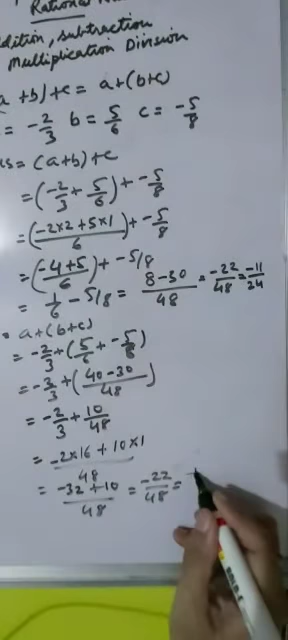 Rational
ddition, subtraction
Multiplication Division
a + b) + c = a + (b + c)
= -2/3 b = 5/6 c = -5/8
HS = (a + b) + c
= (-2/3 + 5/6) + -5/8
= (-2×2 + 5×1/6) + -5/8
= (-4+5/6) + -5/8
= 1/6 - 5/8 = 8-30/48 = -22/48 = -11/24
= a + (b + c)
= -2/3 + (5/6 + -5/8)
= -2/3 + (40-30/48)
= -2/3 + 10/48
= -2×16 + 10×1/48
= -32+10/48 = -22/48 =